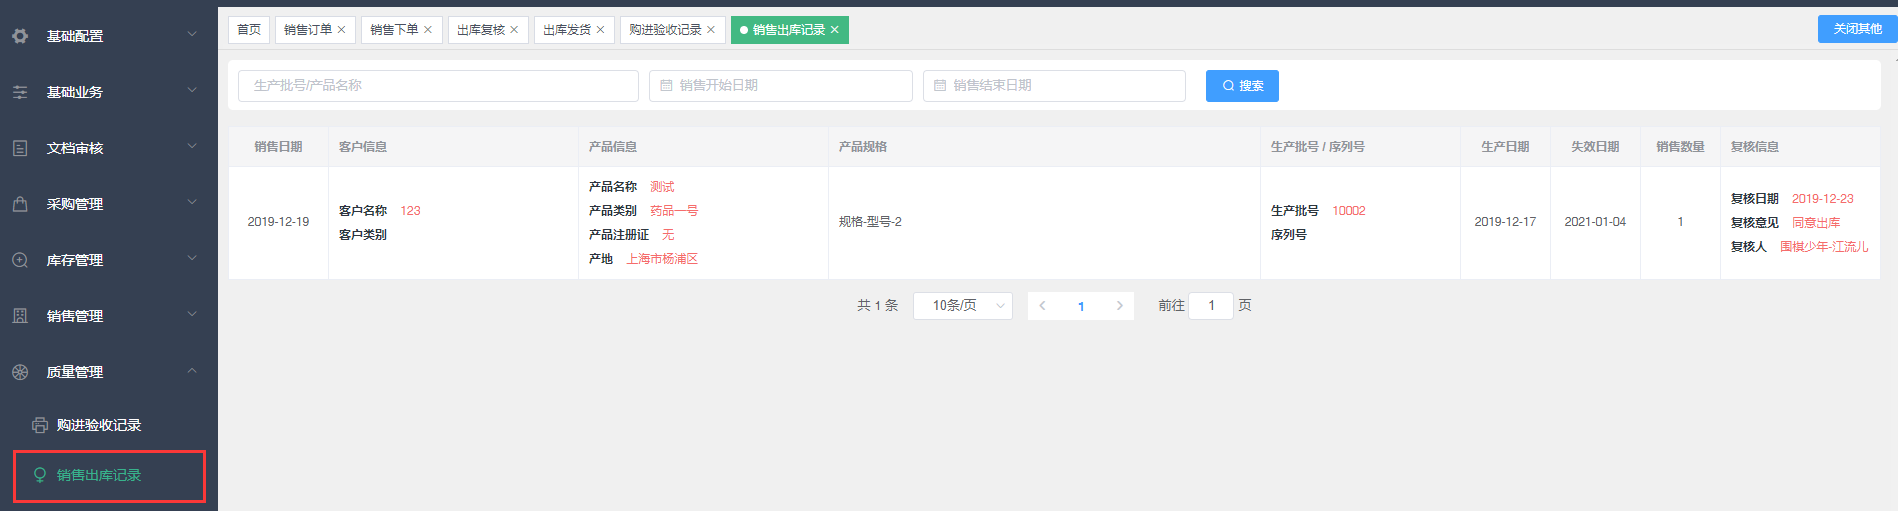 基础配置
基础业务
文档审核
采购管理
库存管理
销售管理
质量管理
购进验收记录
销售出库记录
首页 销售订单 销售下单 出库复核 出库发货 购进验收记录 销售出库记录 关闭其他
生产批号/产品名称 销售开始日期 销售结束日期 搜索
销售日期 客户信息 产品信息 产品规格 生产批号 / 序列号 生产日期 失效日期 销售数量 复核信息
2019-12-19
客户名称 123
客户类别
产品名称 测试
产品类别 药品一号
产品注册证 无
产地 上海市杨浦区
规格-型号-2
生产批号 10002
序列号
2019-12-17
2021-01-04
1
复核日期 2019-12-23
复核意见 同意出库
复核人 围棋少年-江流儿
共 1 条 10条/页 1 前往 1 页